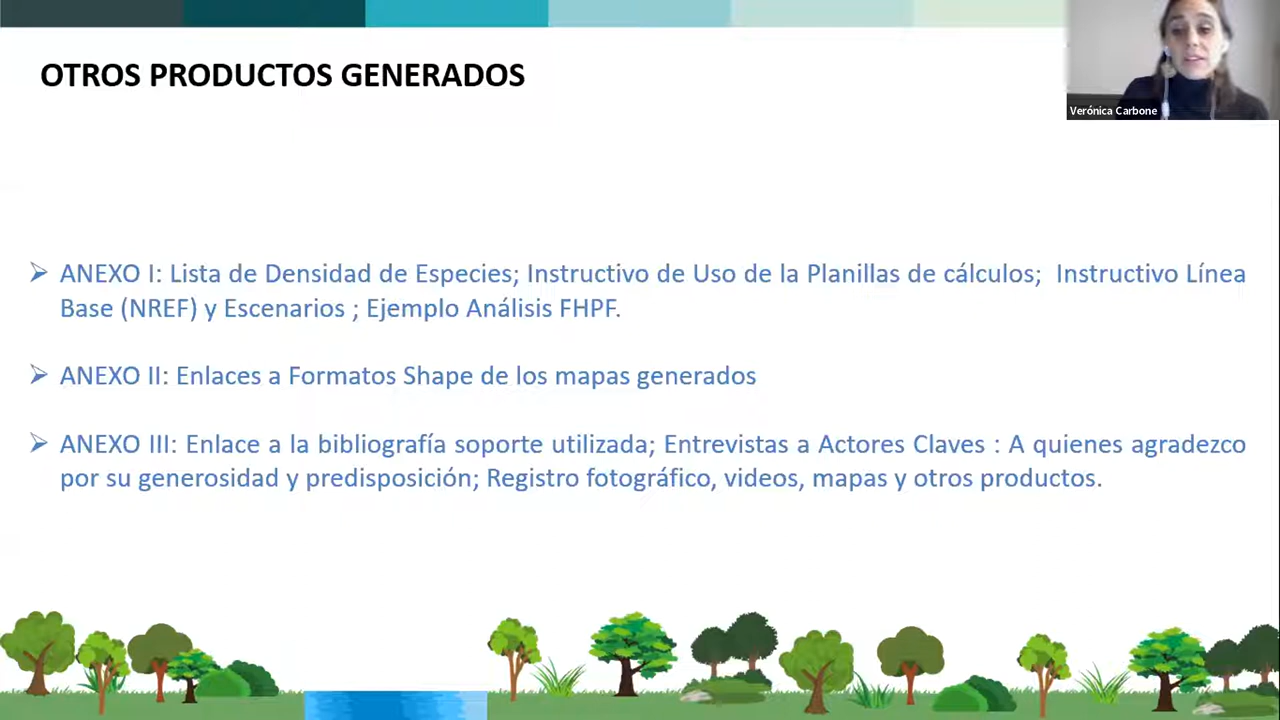 OTROS PRODUCTOS GENERADOS
Verónica Carbone
ANEXO I: Lista de Densidad de Especies; Instructivo de Uso de la Planillas de cálculos;  Instructivo Línea
Base (NREF) y Escenarios ; Ejemplo Análisis FHPF.
ANEXO II: Enlaces a Formatos Shape de los mapas generados
ANEXO III: Enlace a la bibliografía soporte utilizada; Entrevistas a Actores Claves : A quienes agradezco
por su generosidad y predisposición; Registro fotográfico, videos, mapas y otros productos.